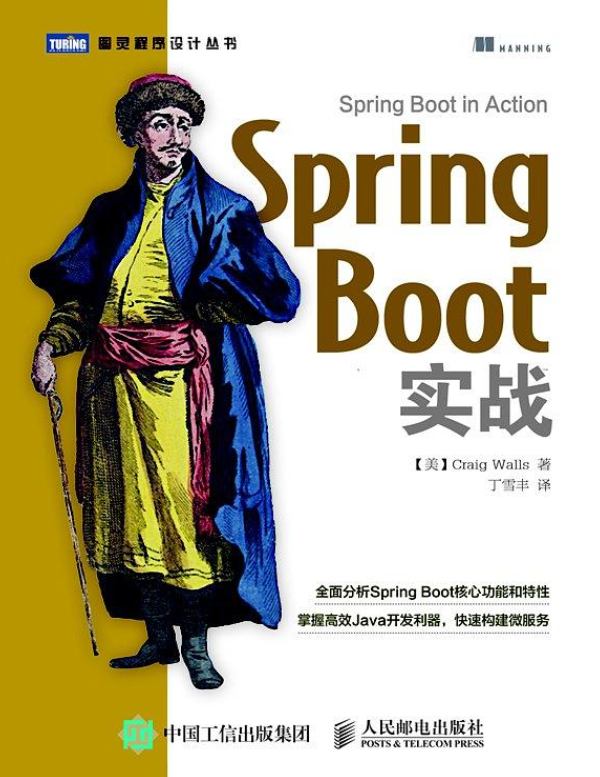 TURING 图灵程序设计丛书
MANNING
Spring Boot in Action
Spring
Boot
实战
【美】Craig Walls 著
丁雪丰 译
全面分析Spring Boot核心功能和特性
掌握高效Java开发利器，快速构建微服务
中国工信出版集团
人民邮电出版社
POSTS & TELECOM PRESS